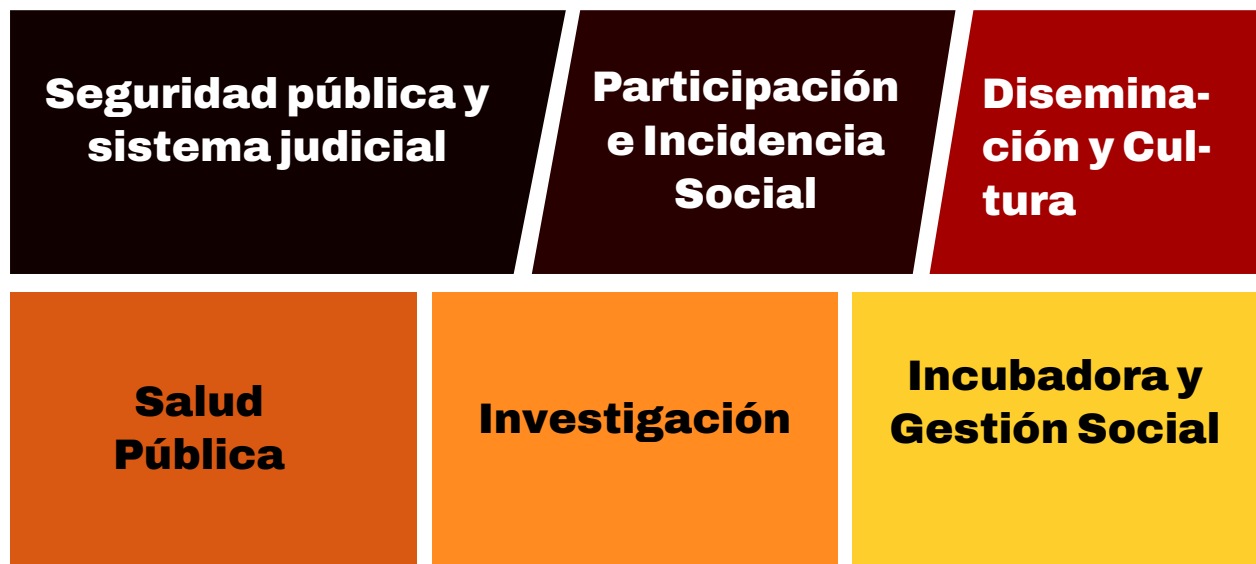 Seguridad pública y
sistema judicial
Participación
e Incidencia
Social
Disemina-
ción y Cul-
tura
Salud
Pública
Investigación
Incubadora y
Gestión Social